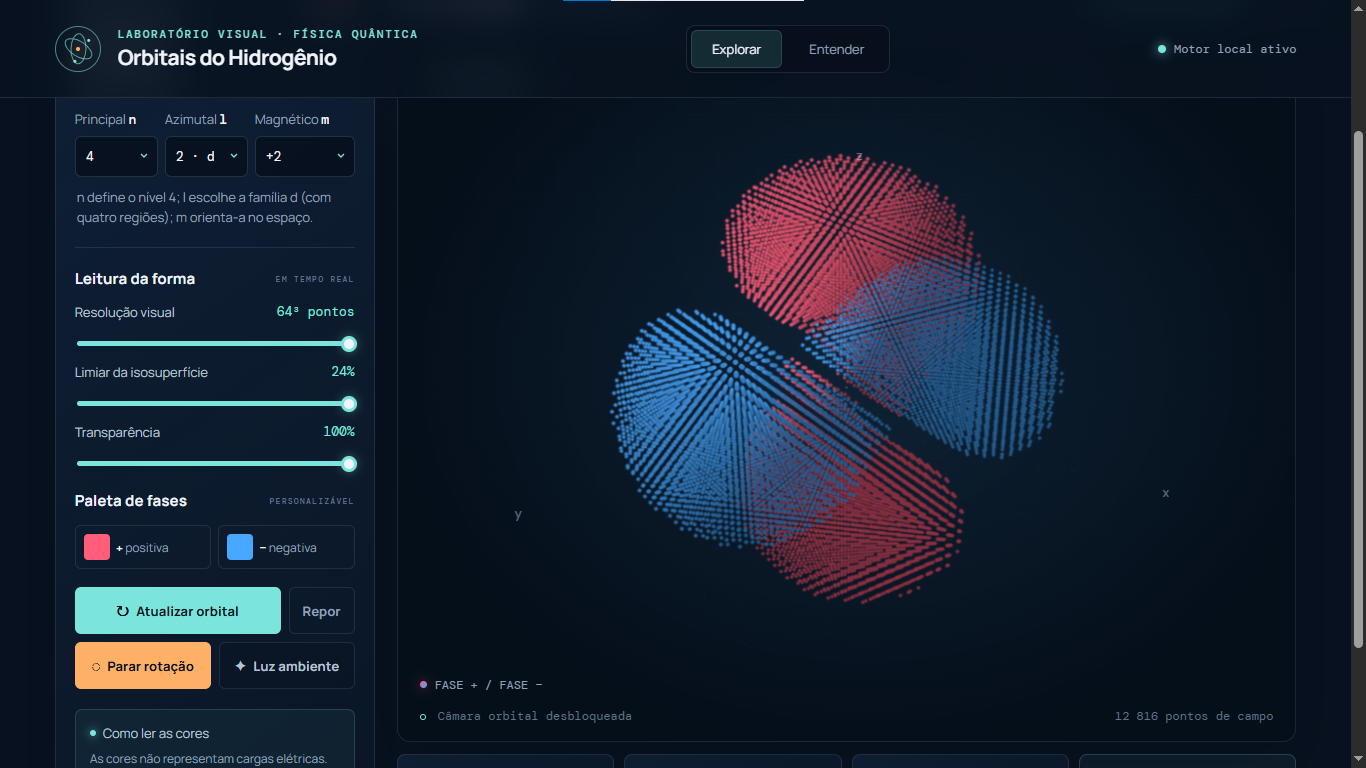 LABORATÓRIO VISUAL · FÍSICA QUÂNTICA
Orbitais do Hidrogênio
Explorar
Entender
Motor local ativo
Principal n
Azimutal l
Magnético m
4
2 · d
+2
n define o nível 4; l escolhe a família d (com
quatro regiões); m orienta-a no espaço.
Leitura da forma
EM TEMPO REAL
Resolução visual
64³ pontos
Limiar da isosuperfície
24%
Transparência
100%
Paleta de fases
PERSONALIZÁVEL
+ positiva
− negativa
↻ Atualizar orbital
Repor
◌ Parar rotação
✦ Luz ambiente
Como ler as cores
As cores não representam cargas elétricas.
z
y
x
FASE + / FASE −
Câmara orbital desbloqueada
12 816 pontos de campo